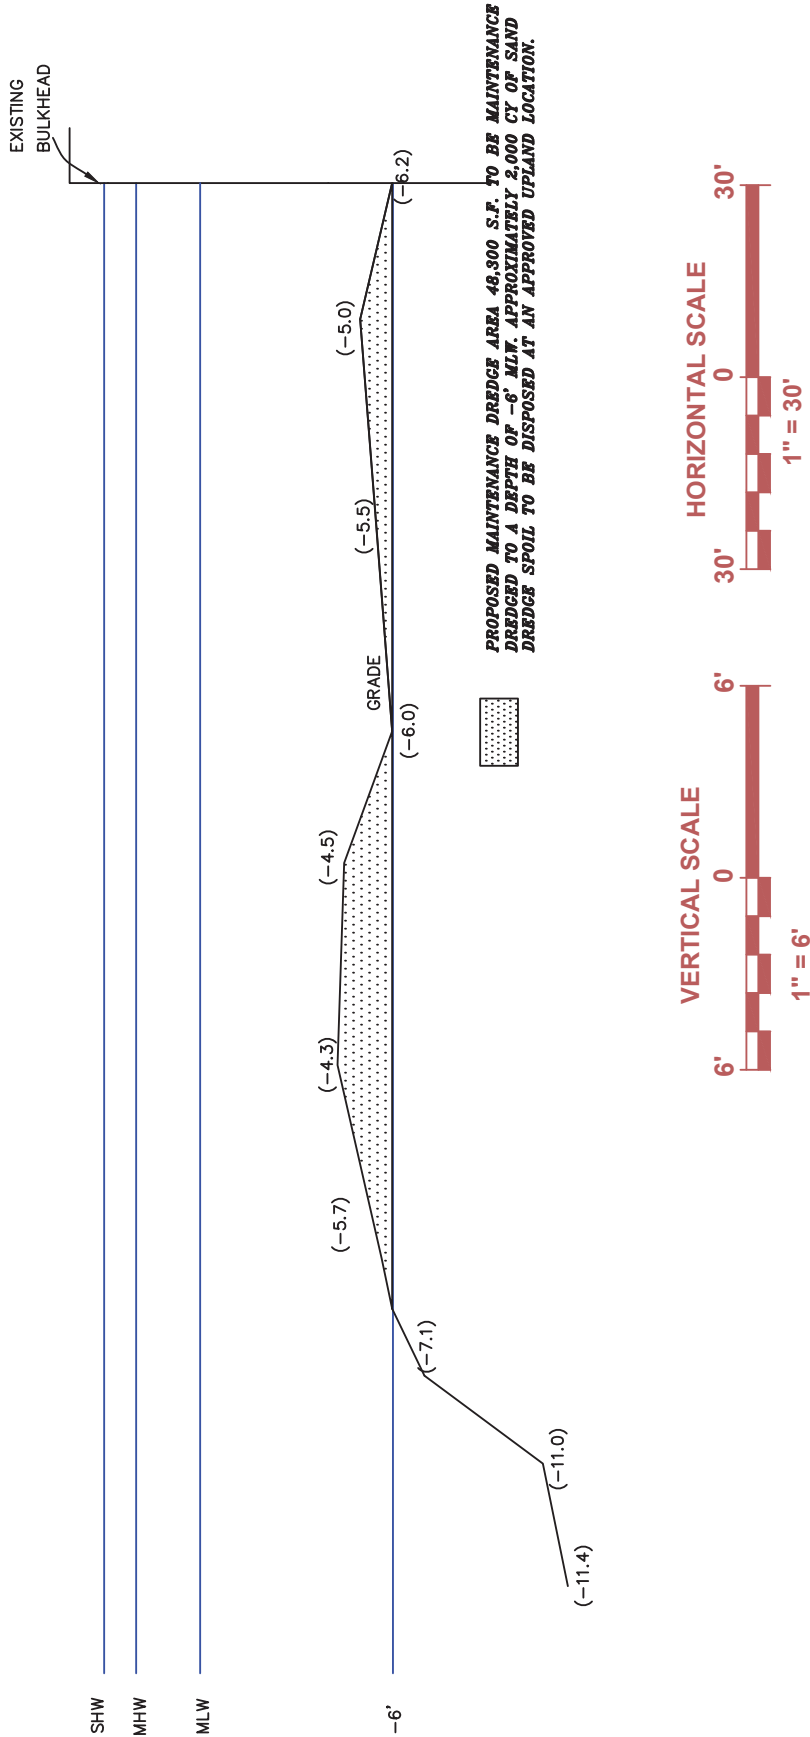 EXISTING
BULKHEAD
SHW
MHW
MLW
-6'
(-11.4)
(-11.0)
(-7.1)
(-5.7)
(-4.3)
(-4.5)
(-6.0)
GRADE
(-5.5)
(-5.0)
(-6.2)
PROPOSED MAINTENANCE DREDGE AREA 48,300 S.F. TO BE MAINTENANCE
DREDGED TO A DEPTH OF -6' MLW. APPROXIMATELY 2,000 CY OF SAND
DREDGE SPOIL TO BE DISPOSED AT AN APPROVED UPLAND LOCATION.
VERTICAL SCALE
6' 0 6'
1" = 6'
HORIZONTAL SCALE
30' 0 30'
1" = 30'